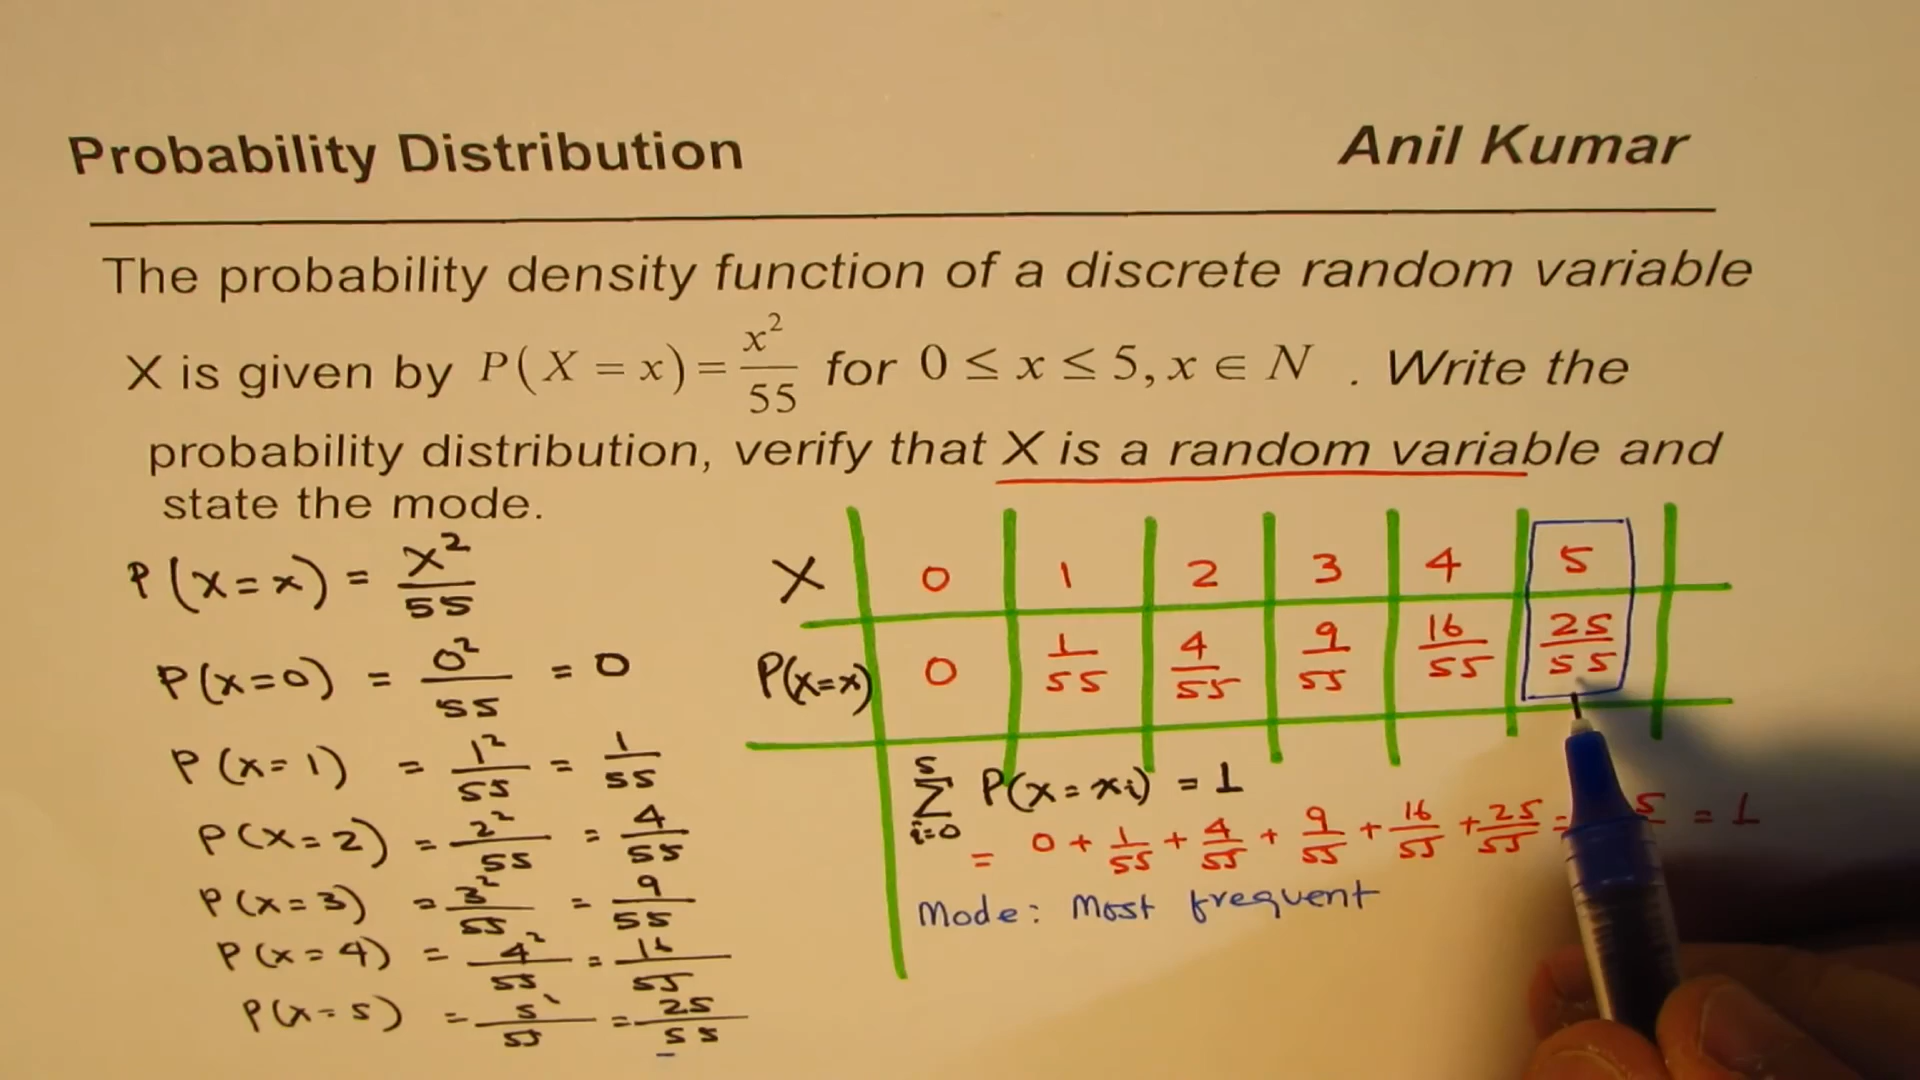 Probability Distribution Anil Kumar
The probability density function of a discrete random variable
X is given by P(X = x) = x²/55 for 0 ≤ x ≤ 5, x ∈ N . Write the
probability distribution, verify that X is a random variable and
state the mode.
P(X=x) = x²/55
P(x=0) = 0²/55 = 0
P(x=1) = 1²/55 = 1/55
P(x=2) = 2²/55 = 4/55
P(x=3) = 3²/55 = 9/55
P(x=4) = 4²/55 = 16/55
P(x=5) = 5²/55 = 25/55
X 0 1 2 3 4 5
P(x=x) 0 1/55 4/55 9/55 16/55 25/55
5 ∑ i=0 P(x=xi) = 1
= 0 + 1/55 + 4/55 + 9/55 + 16/55 + 25/55 = 5 = 1
Mode: Most frequent